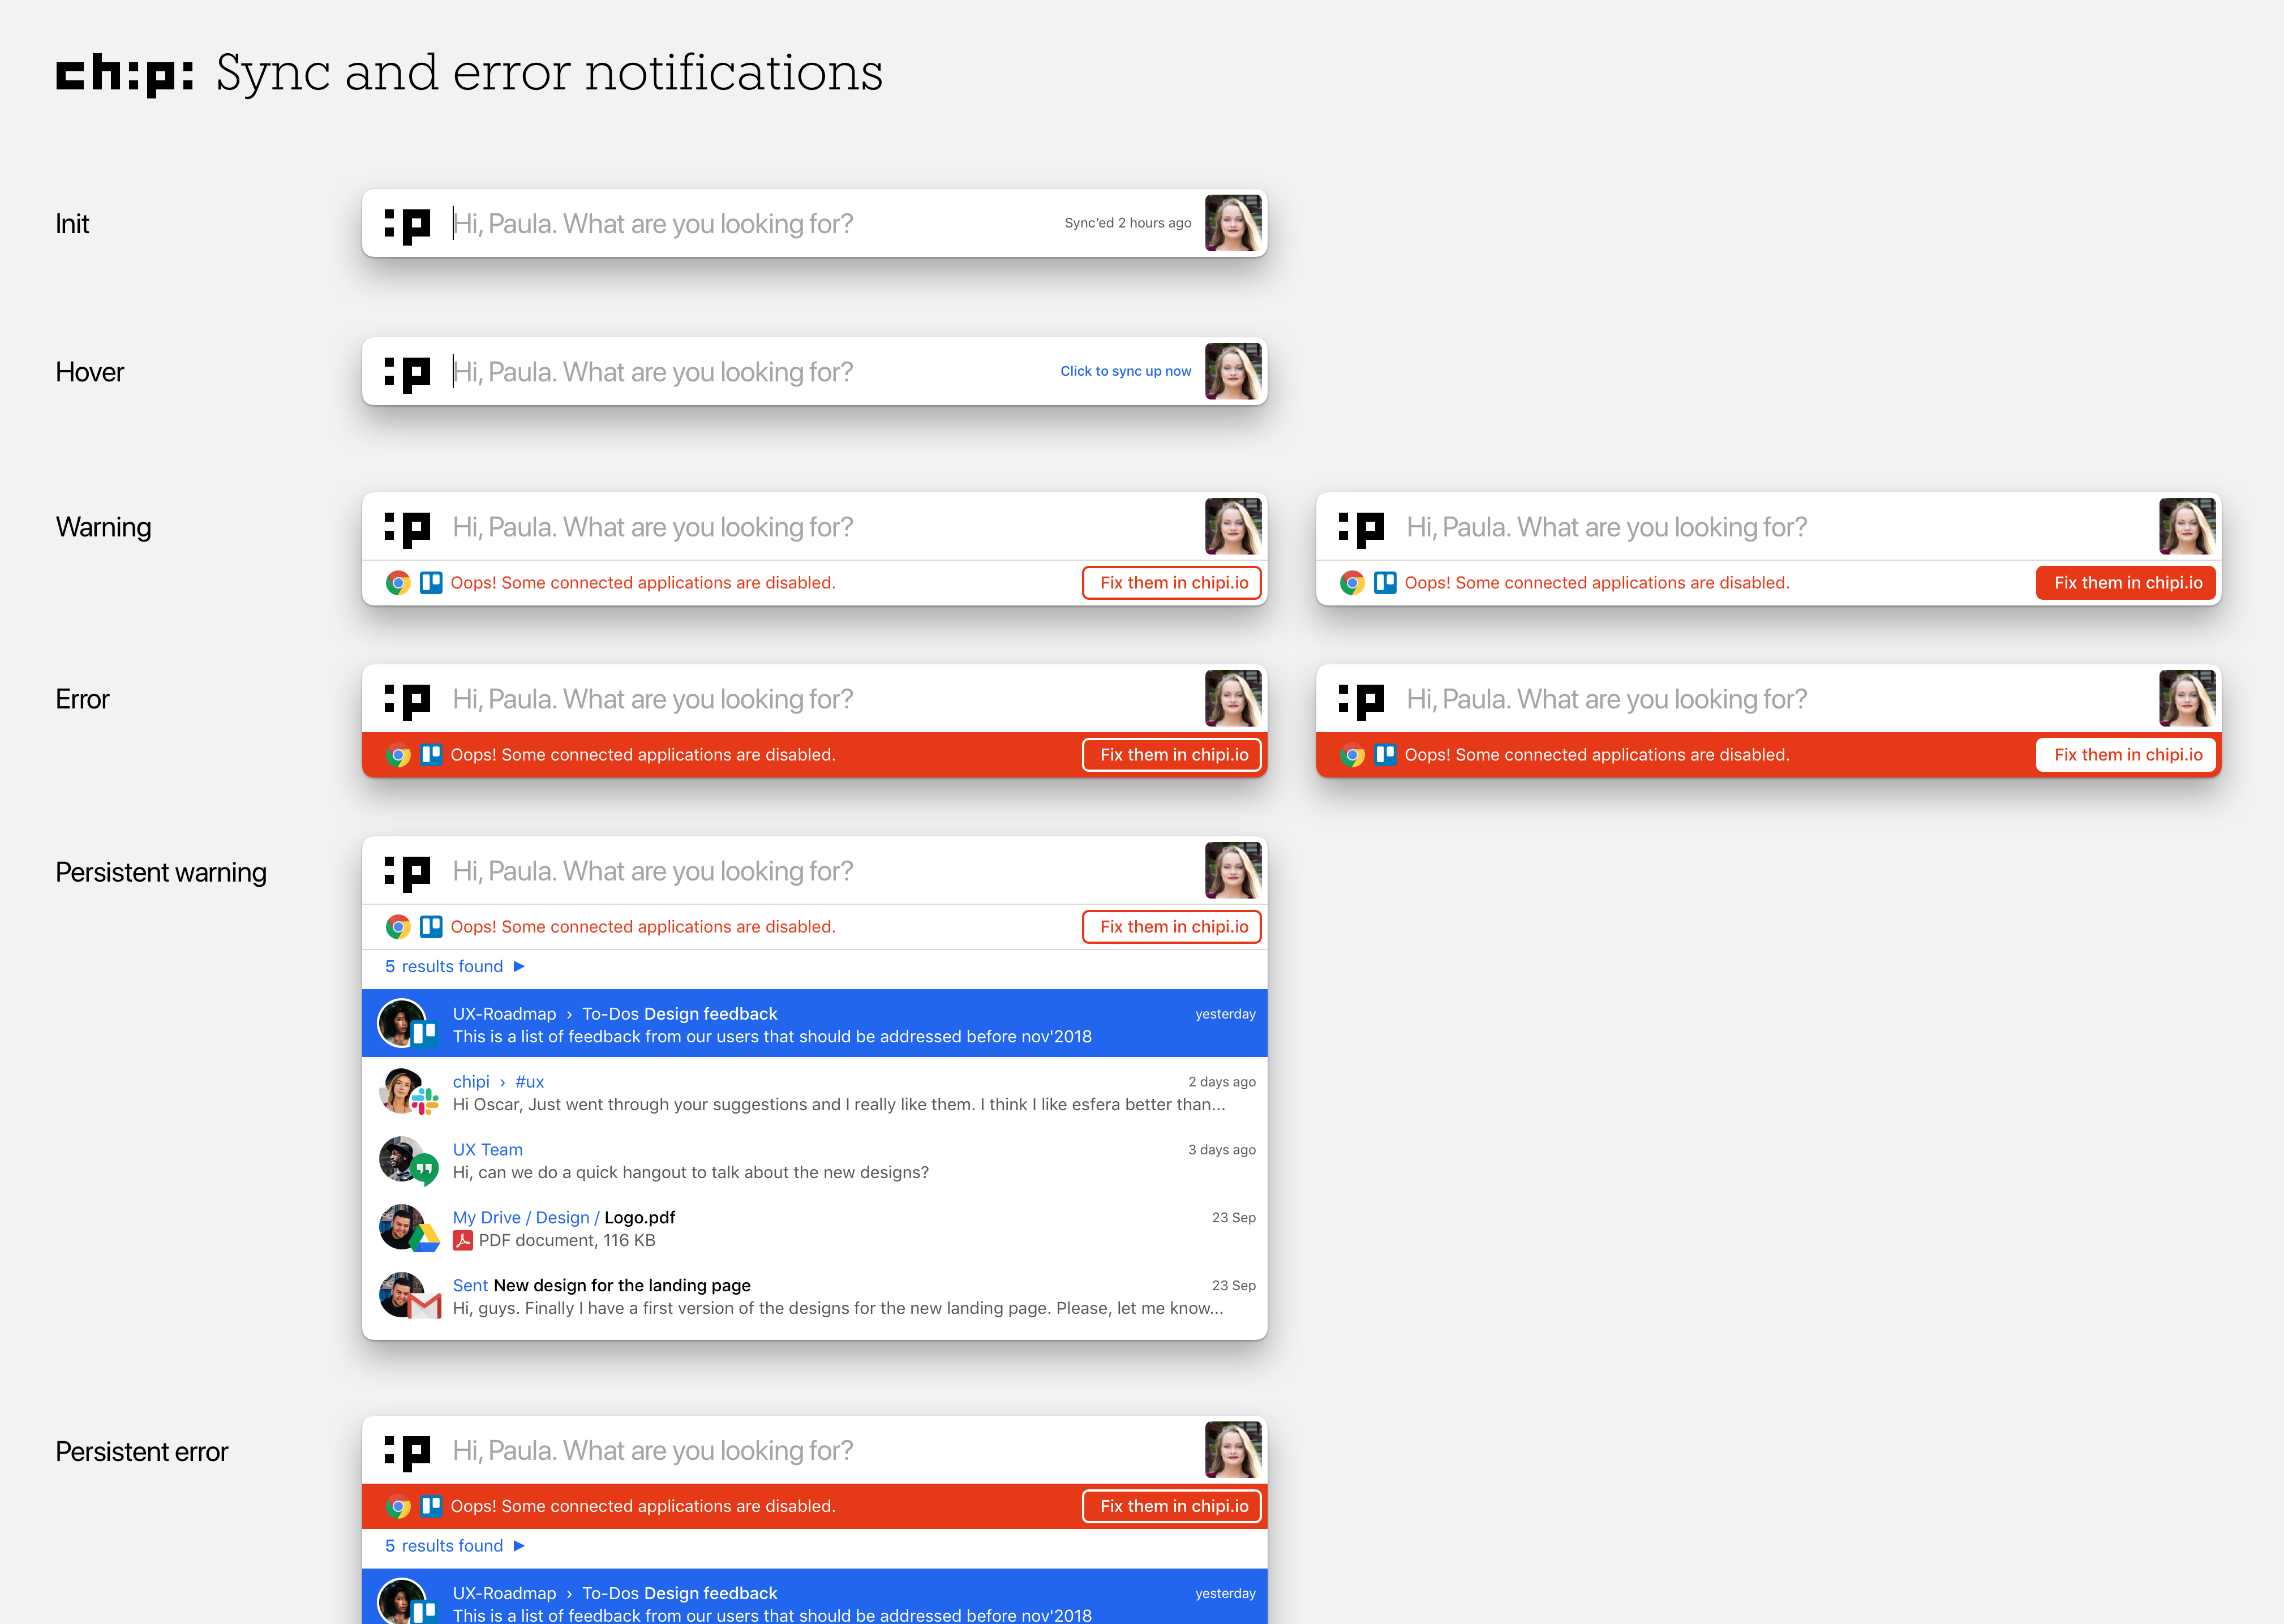 ch:p: Sync and error notifications
Init
:p Hi, Paula. What are you looking for? Sync'ed 2 hours ago
Hover
:p Hi, Paula. What are you looking for? Click to sync up now
Warning
:p Hi, Paula. What are you looking for?
Oops! Some connected applications are disabled. Fix them in chipi.io
:p Hi, Paula. What are you looking for?
Oops! Some connected applications are disabled. Fix them in chipi.io
Error
:p Hi, Paula. What are you looking for?
Oops! Some connected applications are disabled. Fix them in chipi.io
:p Hi, Paula. What are you looking for?
Oops! Some connected applications are disabled. Fix them in chipi.io
Persistent warning
:p Hi, Paula. What are you looking for?
Oops! Some connected applications are disabled. Fix them in chipi.io
5 results found ▶
UX-Roadmap › To-Dos Design feedback yesterday
This is a list of feedback from our users that should be addressed before nov'2018
chipi › #ux 2 days ago
Hi Oscar, Just went through your suggestions and I really like them. I think I like esfera better than...
UX Team 3 days ago
Hi, can we do a quick hangout to talk about the new designs?
My Drive / Design / Logo.pdf 23 Sep
PDF document, 116 KB
Sent New design for the landing page 23 Sep
Hi, guys. Finally I have a first version of the designs for the new landing page. Please, let me know...
Persistent error
:p Hi, Paula. What are you looking for?
Oops! Some connected applications are disabled. Fix them in chipi.io
5 results found ▶
UX-Roadmap › To-Dos Design feedback yesterday
This is a list of feedback from our users that should be addressed before nov'2018